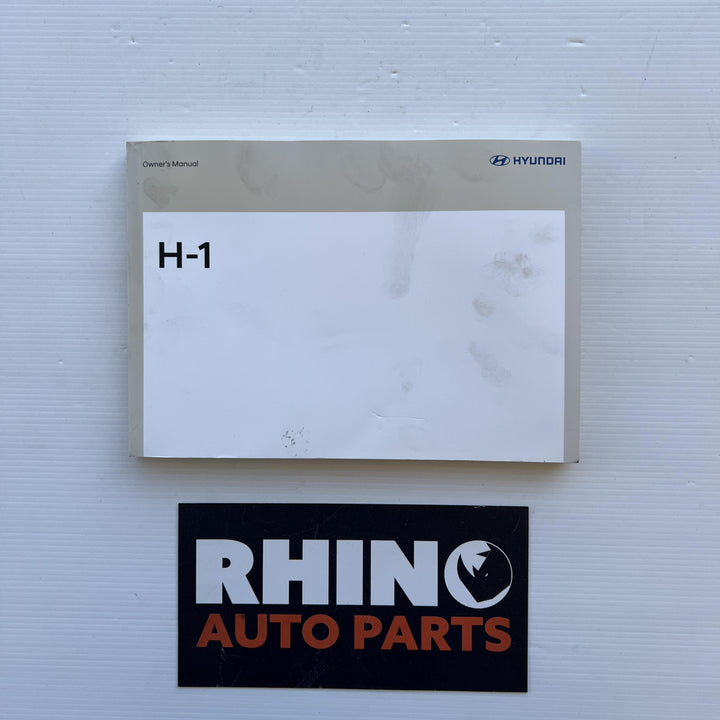 Owner's Manual HYUNDAI
H-1
RHINO
AUTO PARTS